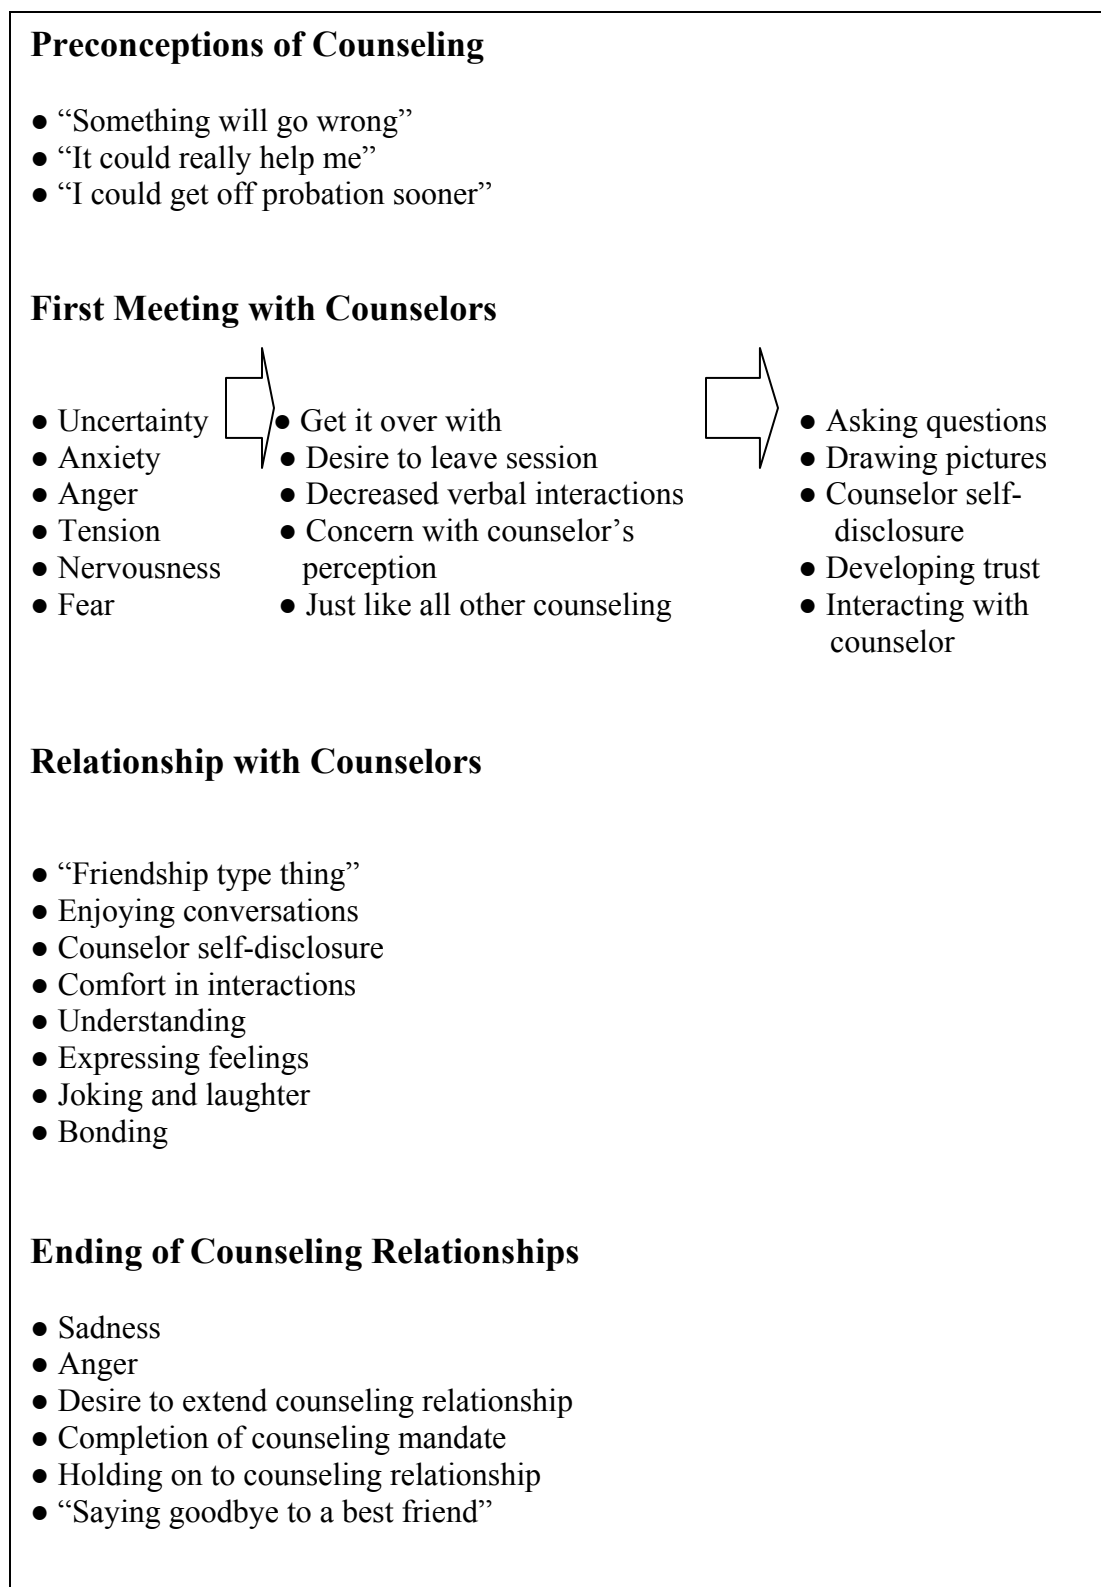 Preconceptions of Counseling
● “Something will go wrong”
● “It could really help me”
● “I could get off probation sooner”
First Meeting with Counselors
● Uncertainty
● Anxiety
● Anger
● Tension
● Nervousness
● Fear
● Get it over with
● Desire to leave session
● Decreased verbal interactions
● Concern with counselor’s
perception
● Just like all other counseling
● Asking questions
● Drawing pictures
● Counselor self-
disclosure
● Developing trust
● Interacting with
counselor
Relationship with Counselors
● “Friendship type thing”
● Enjoying conversations
● Counselor self-disclosure
● Comfort in interactions
● Understanding
● Expressing feelings
● Joking and laughter
● Bonding
Ending of Counseling Relationships
● Sadness
● Anger
● Desire to extend counseling relationship
● Completion of counseling mandate
● Holding on to counseling relationship
● “Saying goodbye to a best friend”